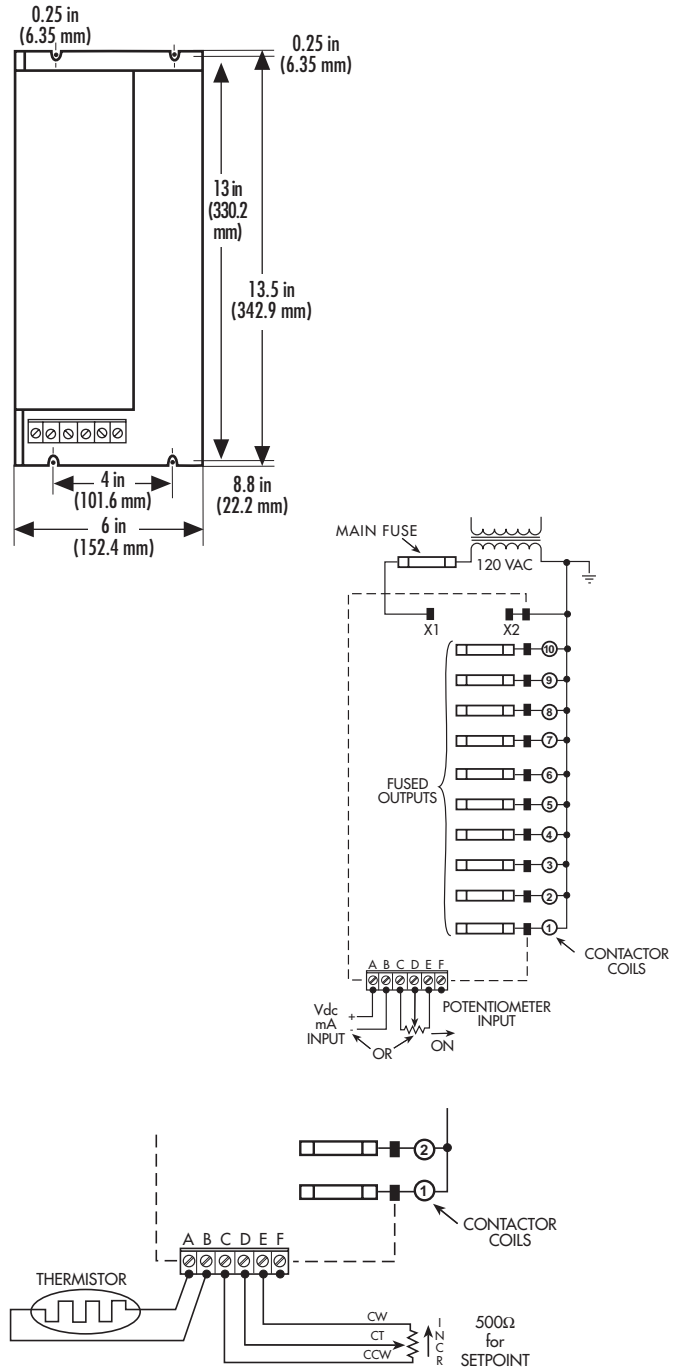 0.25 in
(6.35 mm)
0.25 in
(6.35 mm)
13 in
(330.2
mm)
13.5 in
(342.9 mm)
4 in
(101.6 mm)
8.8 in
(22.2 mm)
6 in
(152.4 mm)
MAIN FUSE
120 VAC
X1
X2
10
9
8
7
6
5
4
3
2
1
FUSED
OUTPUTS
CONTACTOR
COILS
A B C D E F
Vdc
mA
INPUT
+
-
OR
POTENTIOMETER
INPUT
ON
2
1
CONTACTOR
COILS
A B C D E F
THERMISTOR
CW
CT
CCW
INCR
500Ω
for
SETPOINT